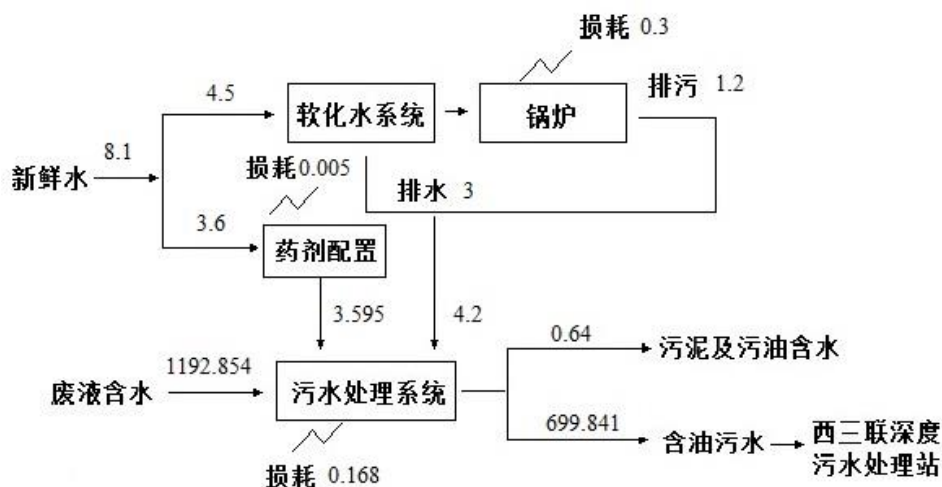 损耗 0.3
4.5
软化水系统
锅炉
排污 1.2
8.1
新鲜水
损耗0.005
排水 3
3.6
药剂配置
3.595
4.2
0.64
污泥及污油含水
1192.854
废液含水
污水处理系统
699.841
含油污水
西三联深度
污水处理站
损耗 0.168